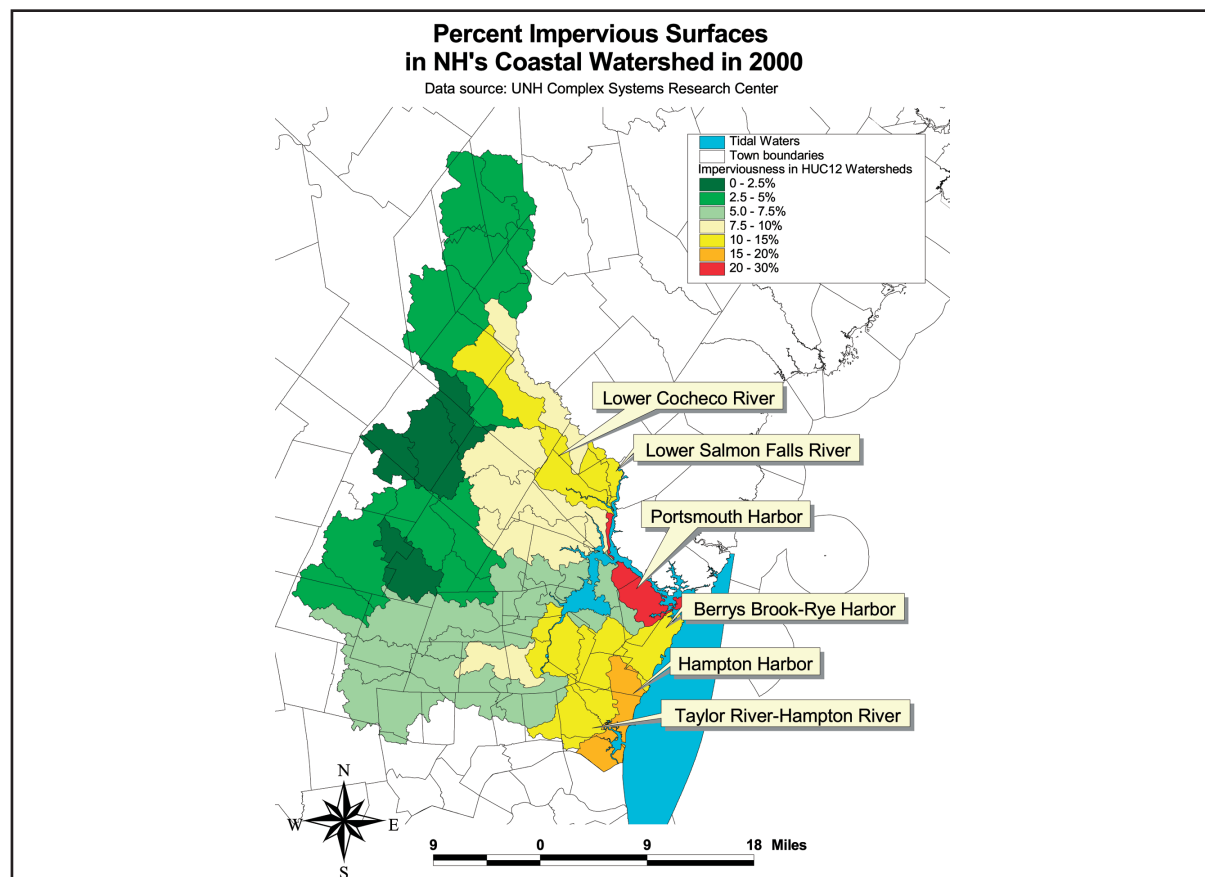 Percent Impervious Surfaces
in NH's Coastal Watershed in 2000
Data source: UNH Complex Systems Research Center
Tidal Waters
Town boundaries
Imperviousness in HUC12 Watersheds
0 - 2.5%
2.5 - 5%
5.0 - 7.5%
7.5 - 10%
10 - 15%
15 - 20%
20 - 30%
Lower Cocheco River
Lower Salmon Falls River
Portsmouth Harbor
Berrys Brook-Rye Harbor
Hampton Harbor
Taylor River-Hampton River
N
W E
S
9 0 9 18 Miles